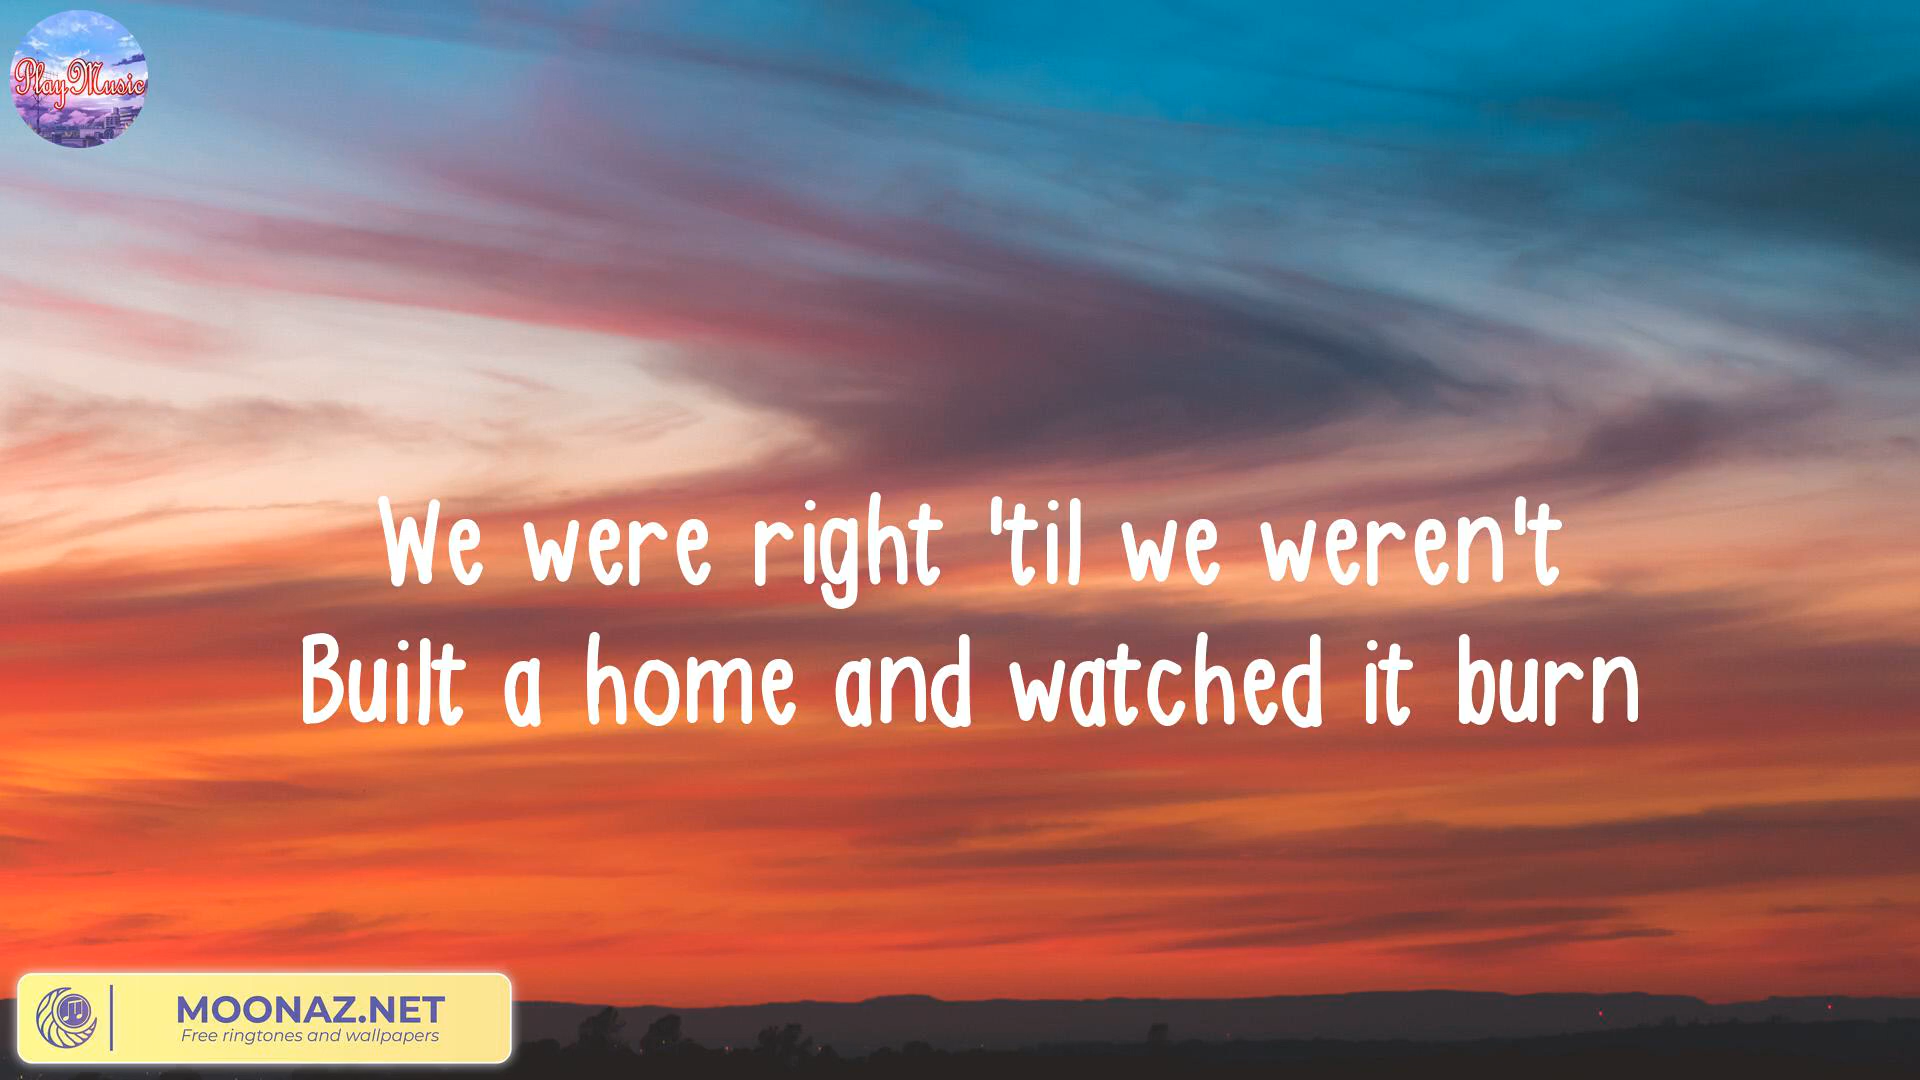 Play Music
We were right 'til we weren't
Built a home and watched it burn
MOONAZ.NET
Free ringtones and wallpapers